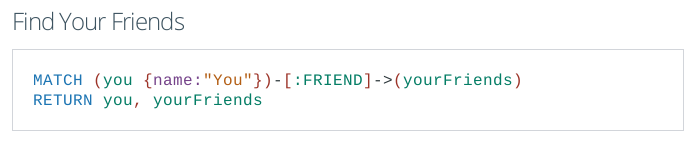 Find Your Friends
MATCH (you {name:"You"})-[:FRIEND]->(yourFriends)
RETURN you, yourFriends